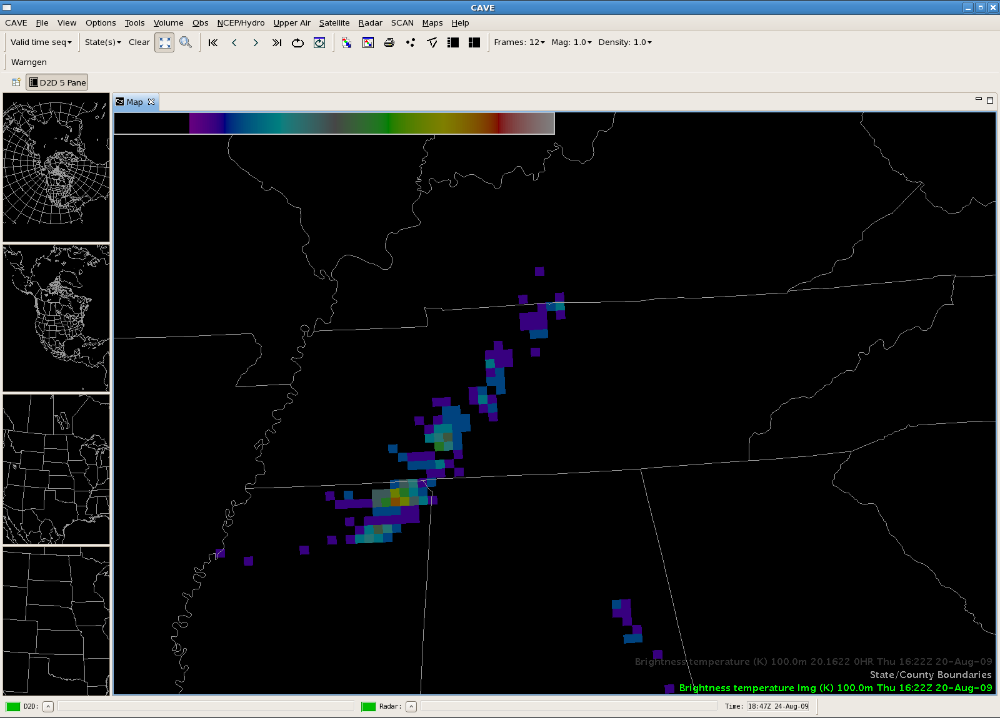 CAVE
CAVE File View Options Tools Volume Obs NCEP/Hydro Upper Air Satellite Radar SCAN Maps Help
Valid time seq State(s) Clear Frames: 12 Mag: 1.0 Density: 1.0
Warngen
D2D 5 Pane
Map
Brightness temperature (K) 100.0m 20.1622 0HR Thu 16:22Z 20-Aug-09
State/County Boundaries
Brightness temperature Img (K) 100.0m Thu 16:22Z 20-Aug-09
D2D: Radar: Time: 18:47Z 24-Aug-09